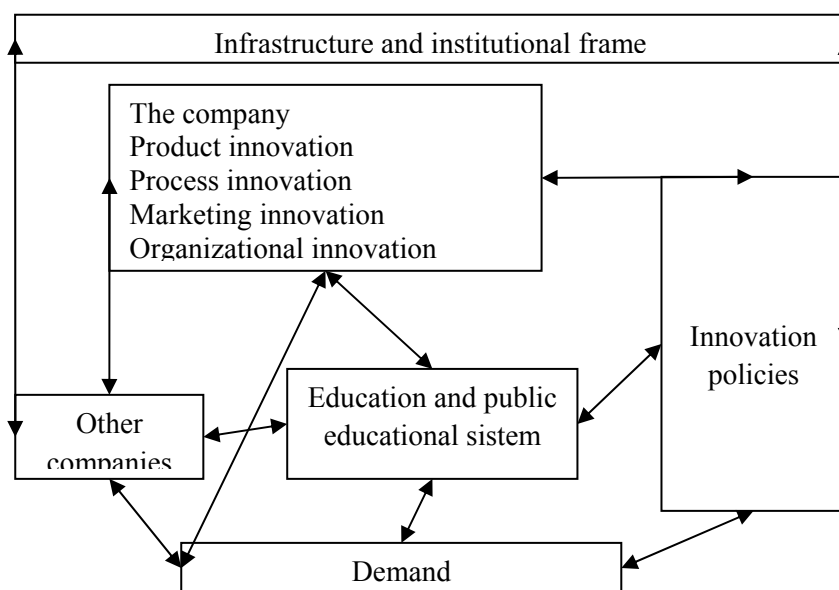 Infrastructure and institutional frame
The company
Product innovation
Process innovation
Marketing innovation
Organizational innovation
Innovation
policies
Education and public
educational sistem
Other
companies
Demand